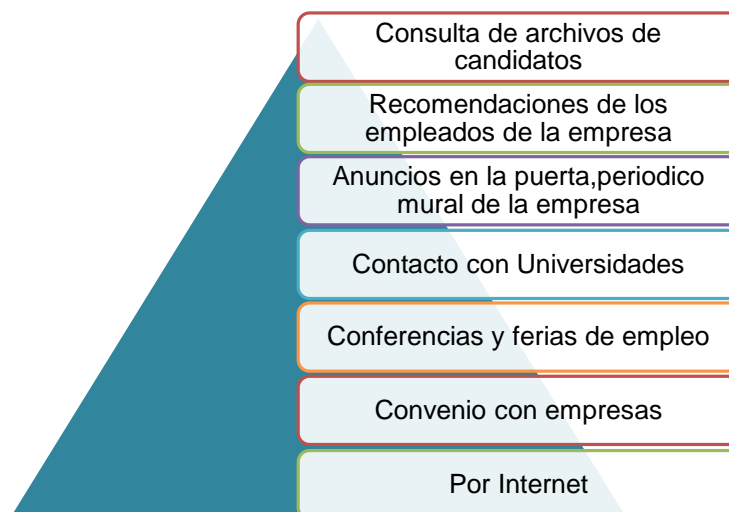 Consulta de archivos de
candidatos
Recomendaciones de los
empleados de la empresa
Anuncios en la puerta,periodico
mural de la empresa
Contacto con Universidades
Conferencias y ferias de empleo
Convenio con empresas
Por Internet